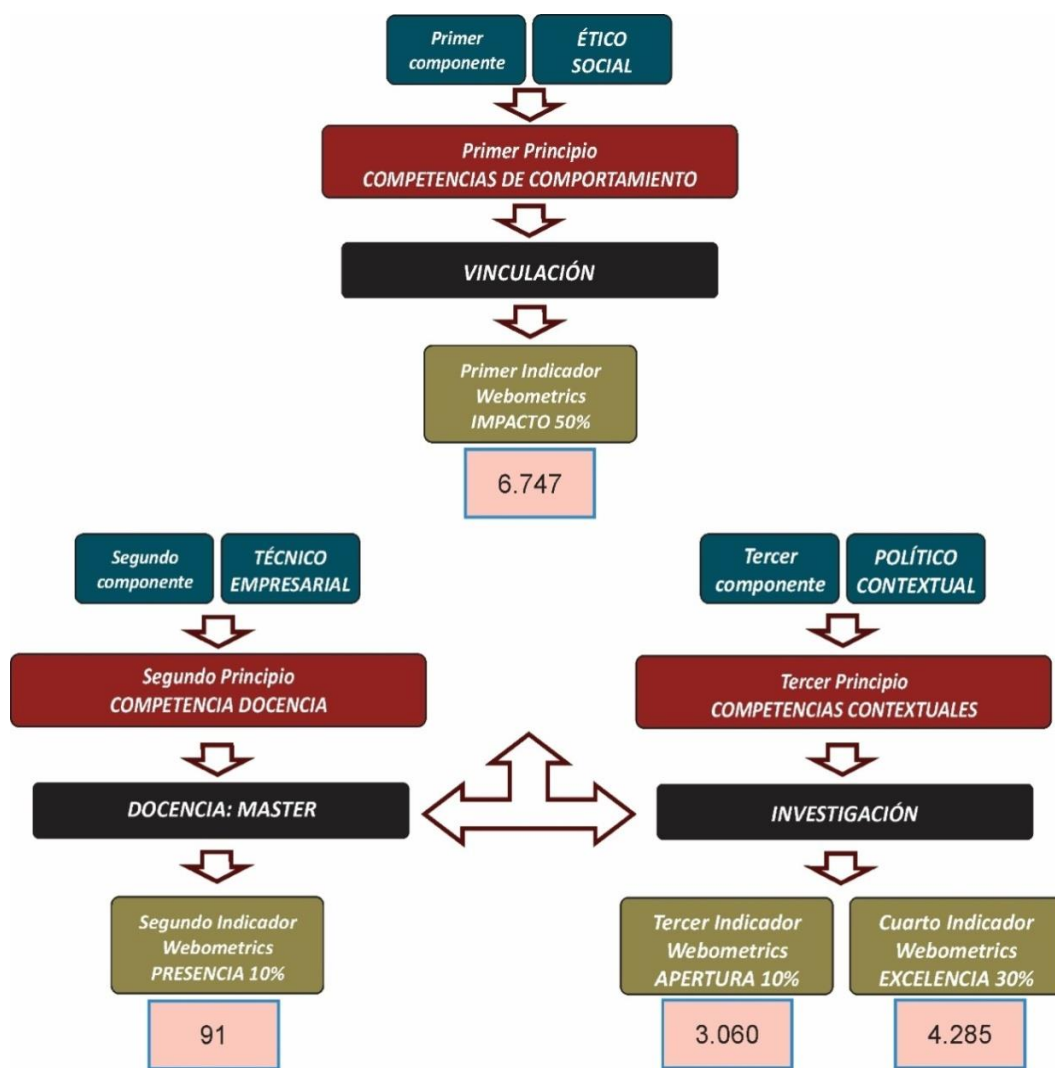 Primer
componente
ÉTICO
SOCIAL
Primer Principio
COMPETENCIAS DE COMPORTAMIENTO
VINCULACIÓN
Primer Indicador
Webometrics
IMPACTO 50%
6.747
Segundo
componente
TÉCNICO
EMPRESARIAL
Segundo Principio
COMPETENCIA DOCENCIA
DOCENCIA: MASTER
Segundo Indicador
Webometrics
PRESENCIA 10%
91
Tercer
componente
POLÍTICO
CONTEXTUAL
Tercer Principio
COMPETENCIAS CONTEXTUALES
INVESTIGACIÓN
Tercer Indicador
Webometrics
APERTURA 10%
3.060
Cuarto Indicador
Webometrics
EXCELENCIA 30%
4.285